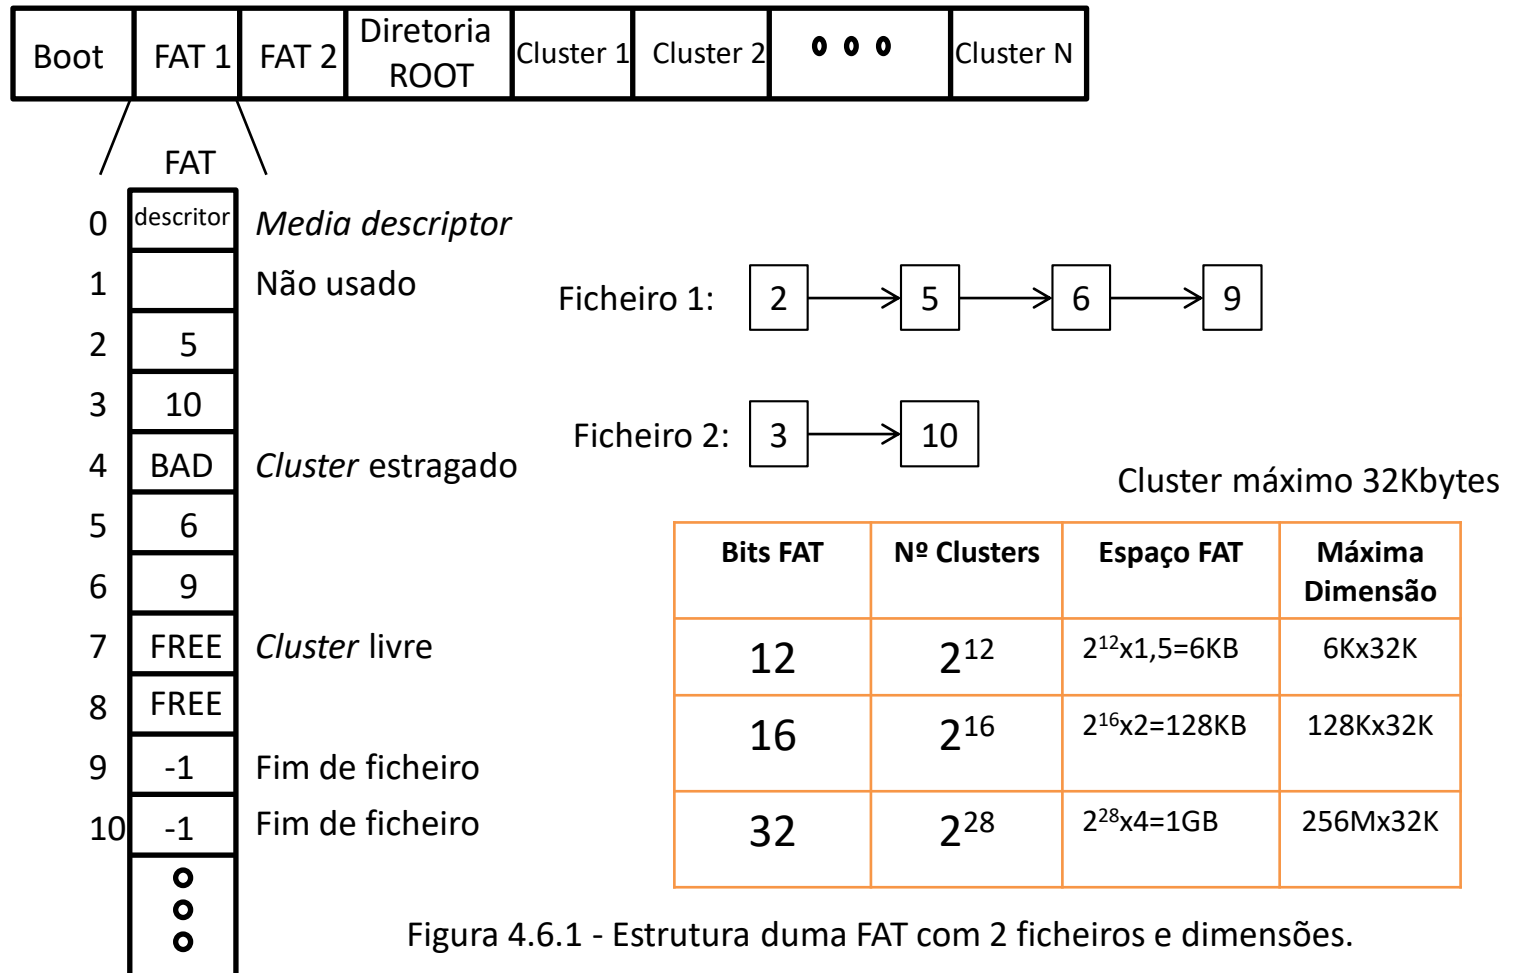 Boot FAT 1 FAT 2 Diretoria ROOT Cluster 1 Cluster 2 Cluster N
FAT
0 descritor Media descriptor
1 Não usado
2 5
3 10
4 BAD Cluster estragado
5 6
6 9
7 FREE Cluster livre
8 FREE
9 -1 Fim de ficheiro
10 -1 Fim de ficheiro
Ficheiro 1: 2 5 6 9
Ficheiro 2: 3 10
Cluster máximo 32Kbytes
Bits FAT Nº Clusters Espaço FAT Máxima Dimensão
12 2¹² 2¹²x1,5=6KB 6Kx32K
16 2¹⁶ 2¹⁶x2=128KB 128Kx32K
32 2²⁸ 2²⁸x4=1GB 256Mx32K
Figura 4.6.1 - Estrutura duma FAT com 2 ficheiros e dimensões.